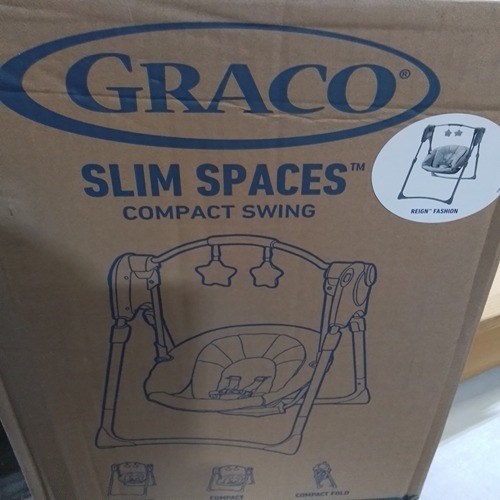 GRACO®
SLIM SPACES™
COMPACT SWING
REIGN™ FASHION
COMPACT
COMPACT FOLD